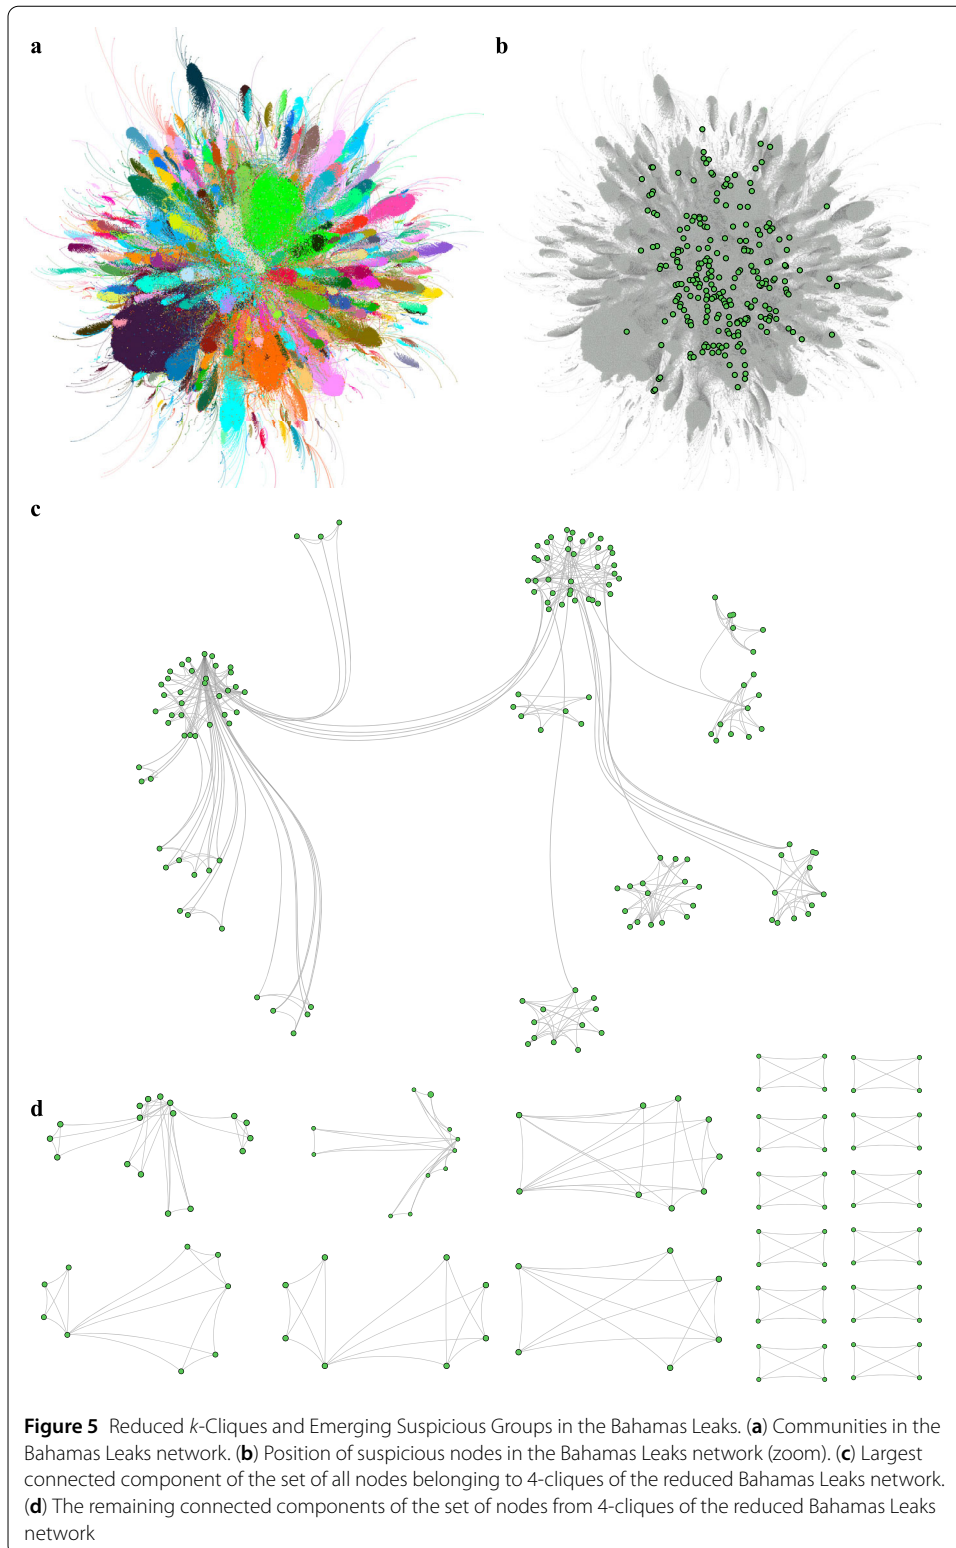 a
b
c
d
Figure 5 Reduced k-Cliques and Emerging Suspicious Groups in the Bahamas Leaks. (a) Communities in the
Bahamas Leaks network. (b) Position of suspicious nodes in the Bahamas Leaks network (zoom). (c) Largest
connected component of the set of all nodes belonging to 4-cliques of the reduced Bahamas Leaks network.
(d) The remaining connected components of the set of nodes from 4-cliques of the reduced Bahamas Leaks
network